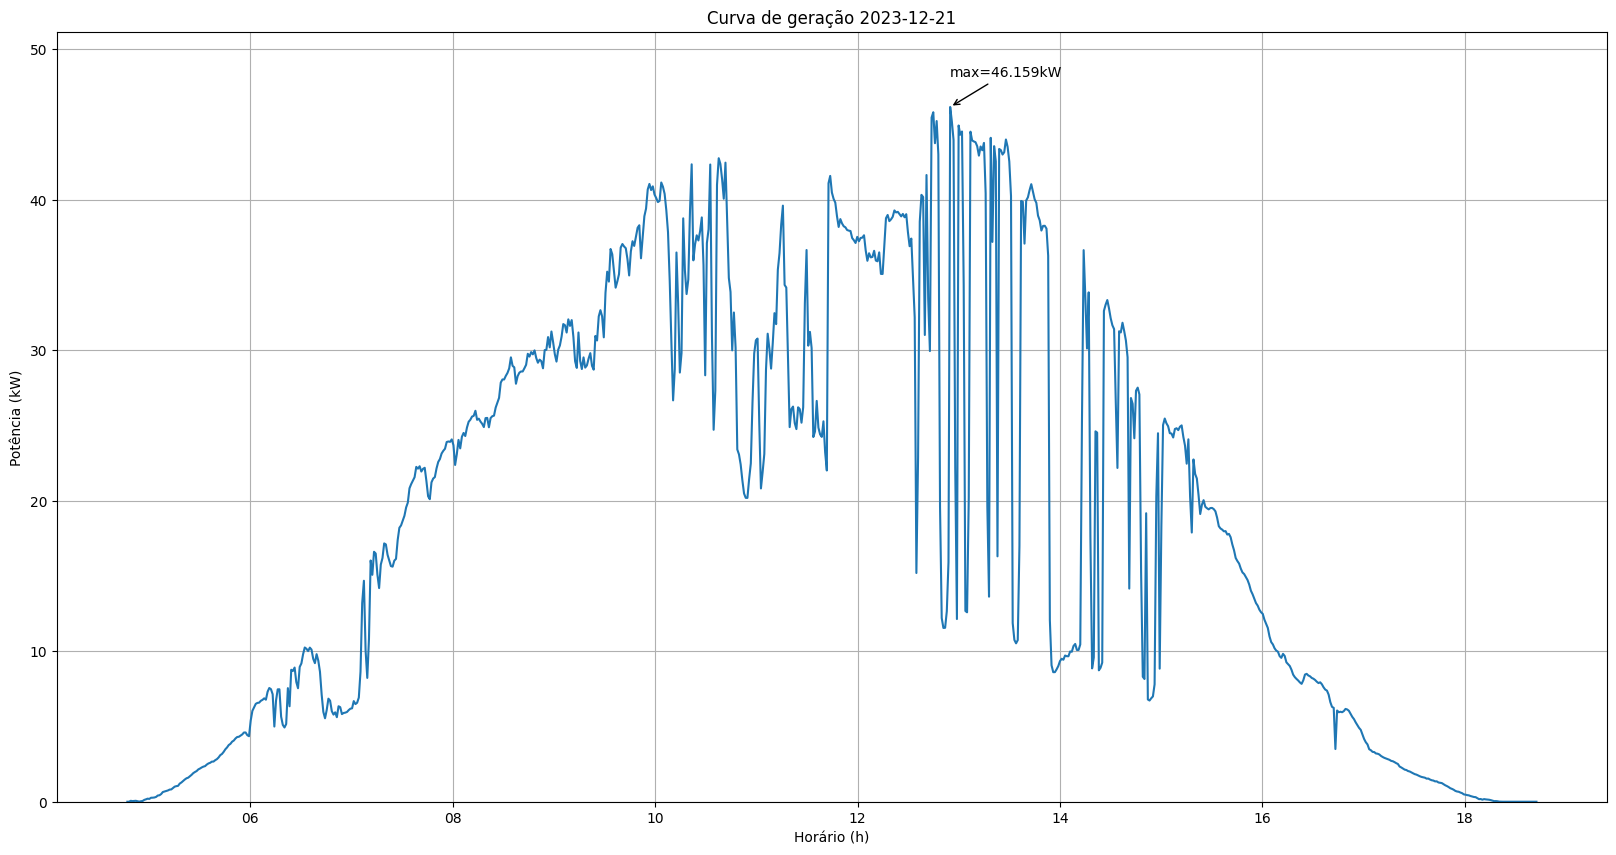 Curva de geração 2023-12-21
max=46.159kW
Potência (kW)
50
40
30
20
10
0
06 08 10 12 14 16 18
Horário (h)